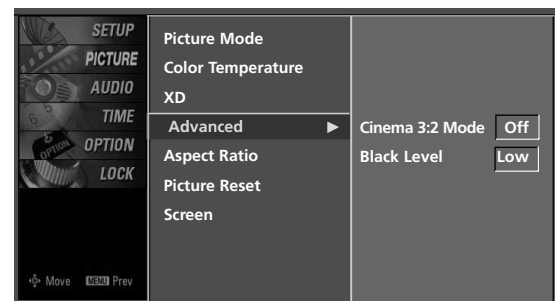 SETUP
PICTURE
AUDIO
TIME
OPTION
LOCK
Move MENU Prev
Picture Mode
Color Temperature
XD
Advanced ▶
Aspect Ratio
Picture Reset
Screen
Cinema 3:2 Mode Off
Black Level Low